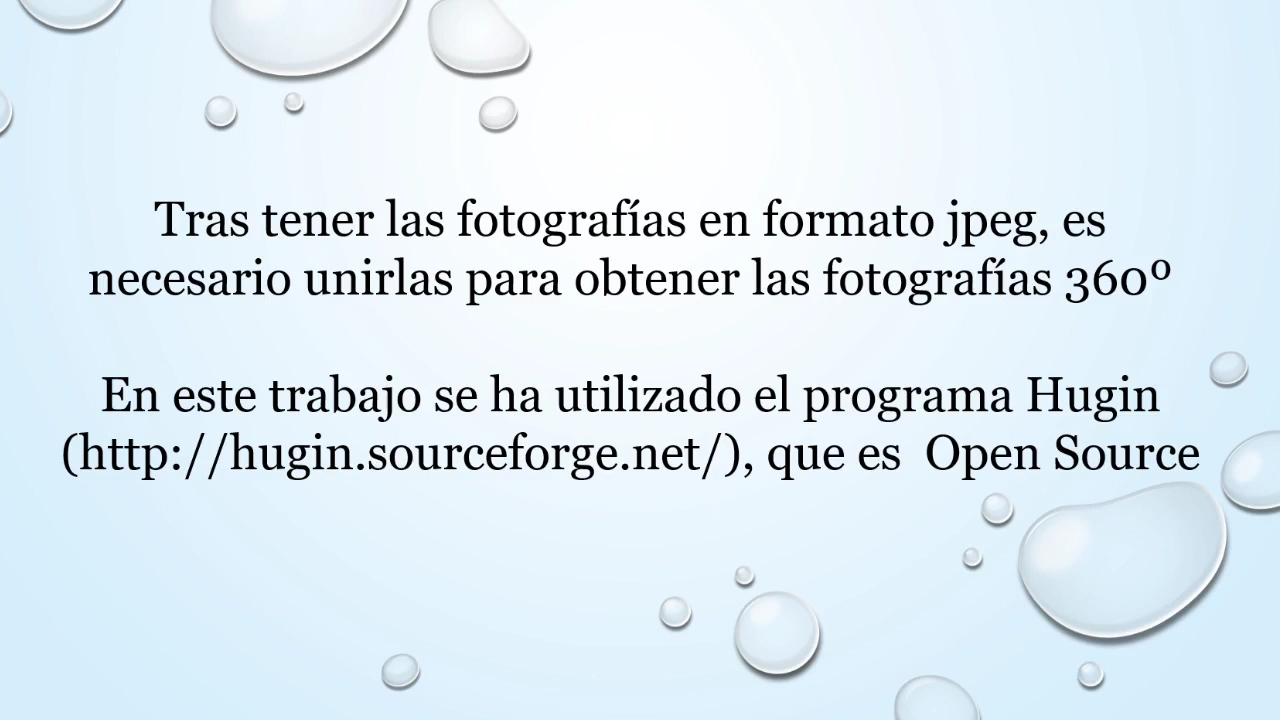 Tras tener las fotografías en formato jpeg, es
necesario unirlas para obtener las fotografías 360º
En este trabajo se ha utilizado el programa Hugin
(http://hugin.sourceforge.net/), que es  Open Source